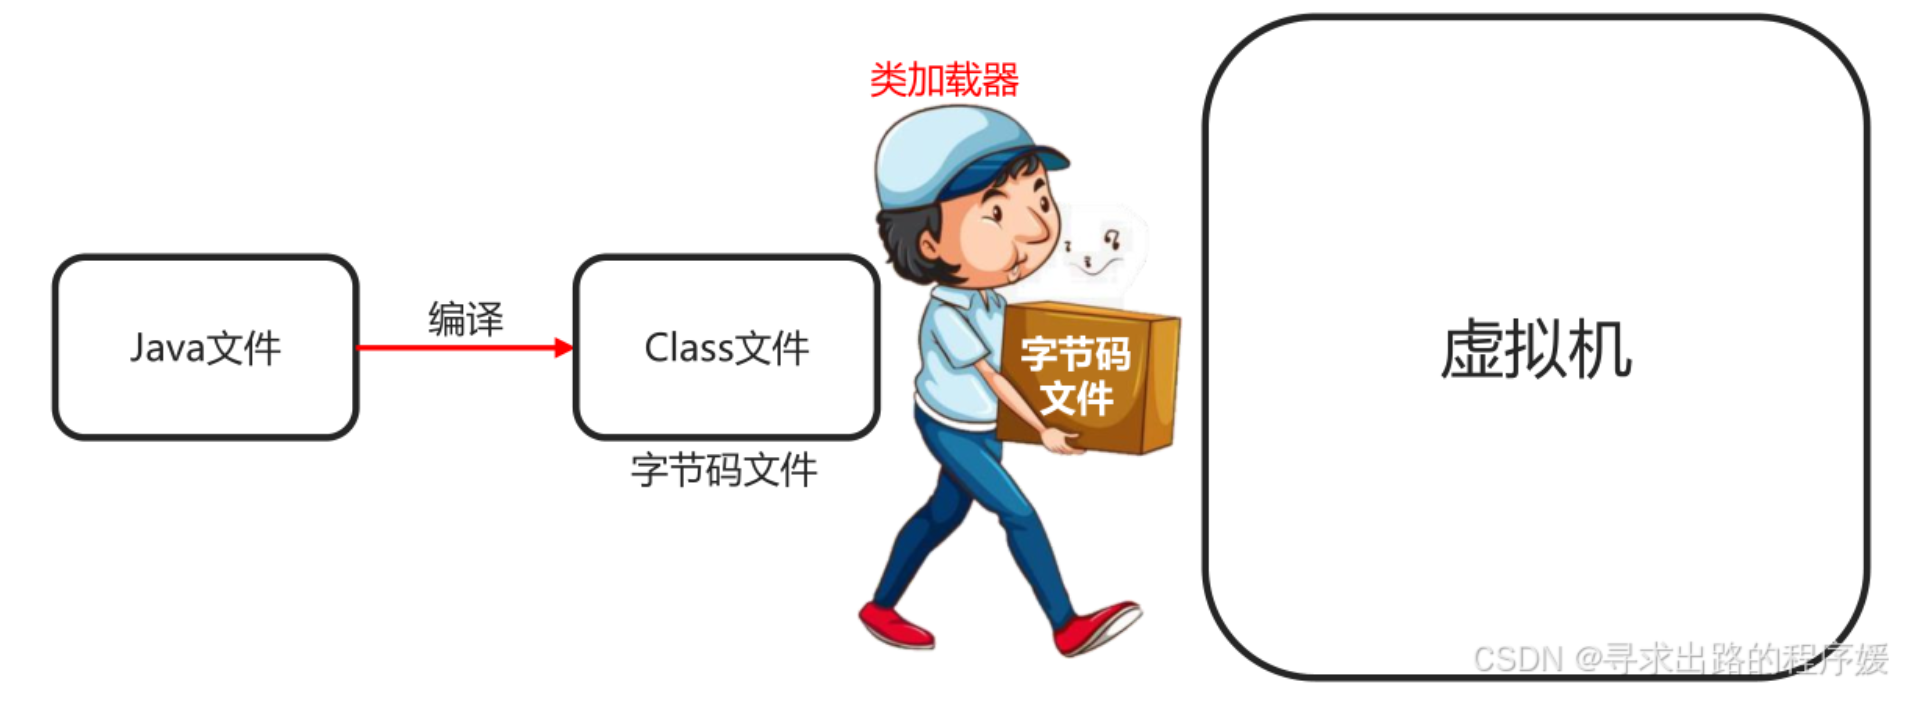 类加载器
编译
Java文件
Class文件
字节码文件
字节码
文件
虚拟机
CSDN @寻求出路的程序媛